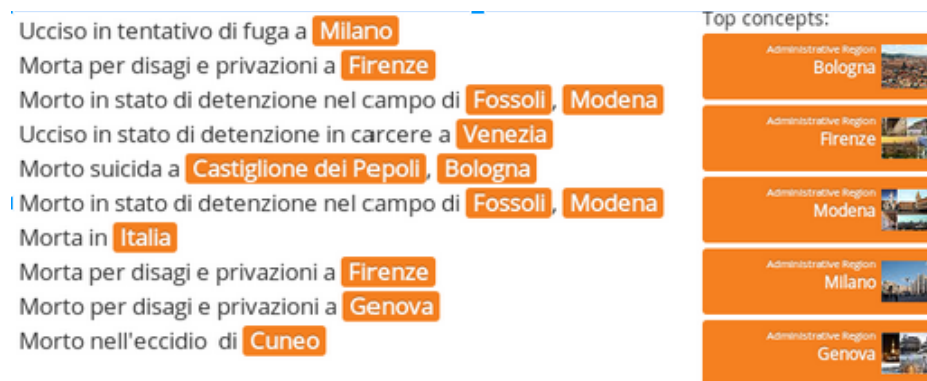 Ucciso in tentativo di fuga a Milano
Morta per disagi e privazioni a Firenze
Morto in stato di detenzione nel campo di Fossoli, Modena
Ucciso in stato di detenzione in carcere a Venezia
Morto suicida a Castiglione dei Pepoli, Bologna
Morto in stato di detenzione nel campo di Fossoli, Modena
Morta in Italia
Morta per disagi e privazioni a Firenze
Morto per disagi e privazioni a Genova
Morto nell'eccidio di Cuneo
Top concepts:
Administrative Region
Bologna
Administrative Region
Firenze
Administrative Region
Modena
Administrative Region
Milano
Administrative Region
Genova